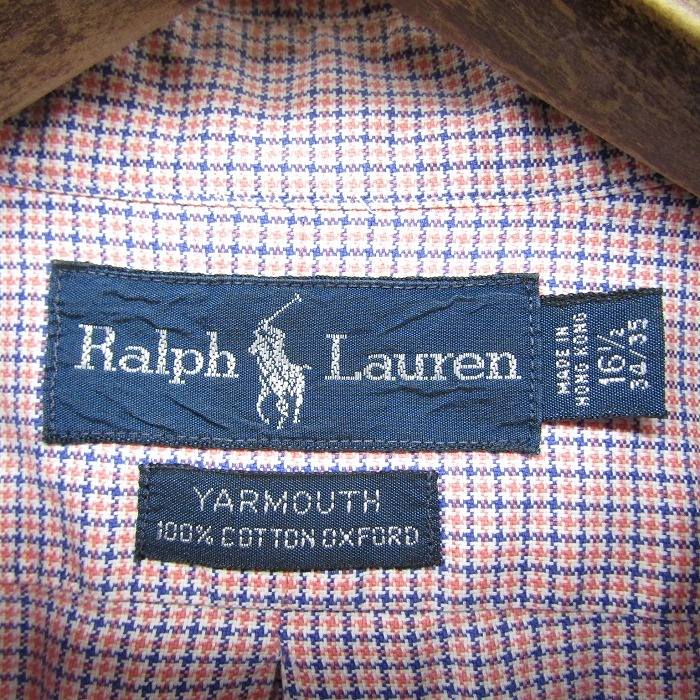 Ralph Lauren
MADE IN
HONG KONG
16½
34/35
YARMOUTH
100% COTTON OXFORD